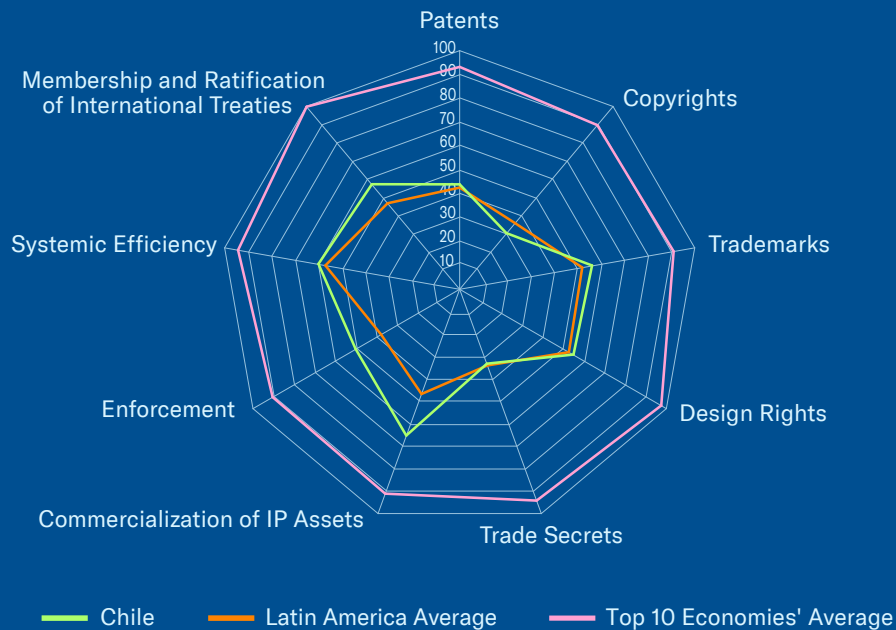 Patents
100
90
80
70
60
50
40
30
20
10
Membership and Ratification
of International Treaties
Copyrights
Systemic Efficiency
Trademarks
Enforcement
Design Rights
Commercialization of IP Assets
Trade Secrets
Chile
Latin America Average
Top 10 Economies' Average